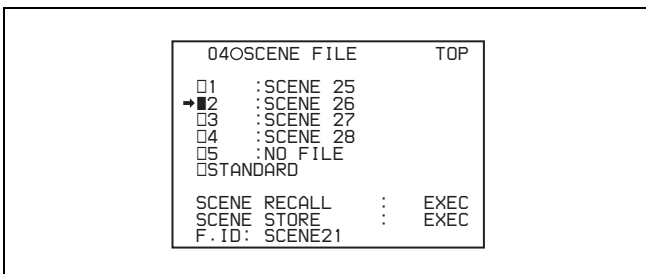 04○SCENE FILE TOP
□1 :SCENE 25
➡■2 :SCENE 26
□3 :SCENE 27
□4 :SCENE 28
□5 :NO FILE
□STANDARD
SCENE RECALL : EXEC
SCENE STORE : EXEC
F.ID: SCENE21